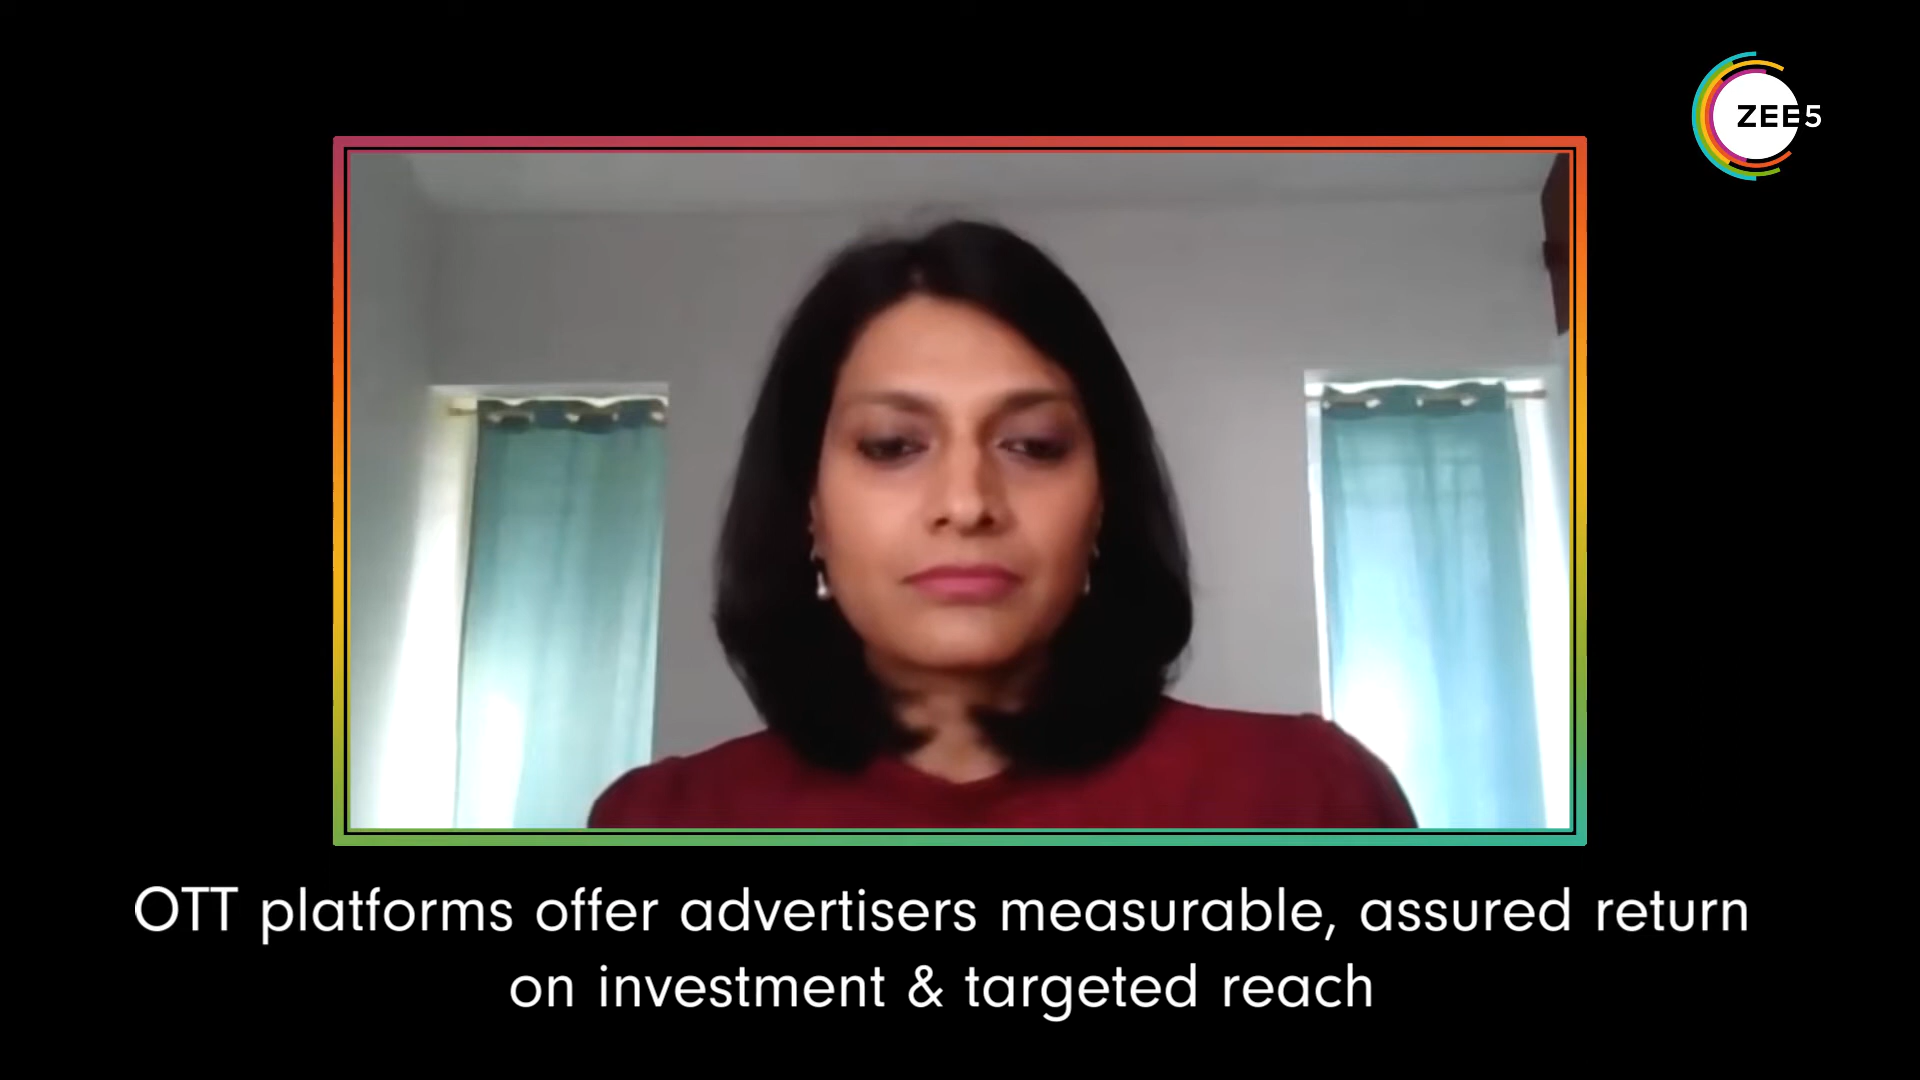 ZEE5
OTT platforms offer advertisers measurable, assured return
on investment & targeted reach